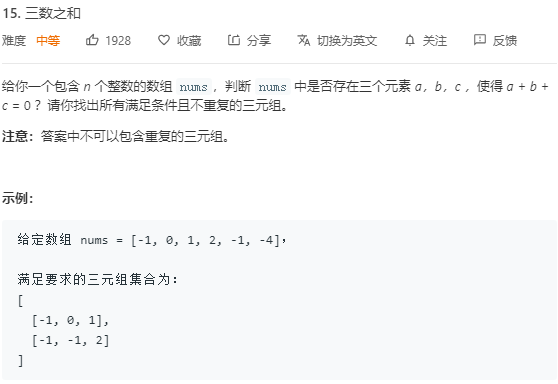 15. 三数之和
难度 中等 1928 收藏 分享 切换为英文 关注 反馈
给你一个包含 n 个整数的数组 nums，判断 nums 中是否存在三个元素 a，b，c ，使得 a + b +
c = 0 ？请你找出所有满足条件且不重复的三元组。
注意：答案中不可以包含重复的三元组。
示例：
给定数组 nums = [-1, 0, 1, 2, -1, -4]，
满足要求的三元组集合为：
[
[-1, 0, 1],
[-1, -1, 2]
]